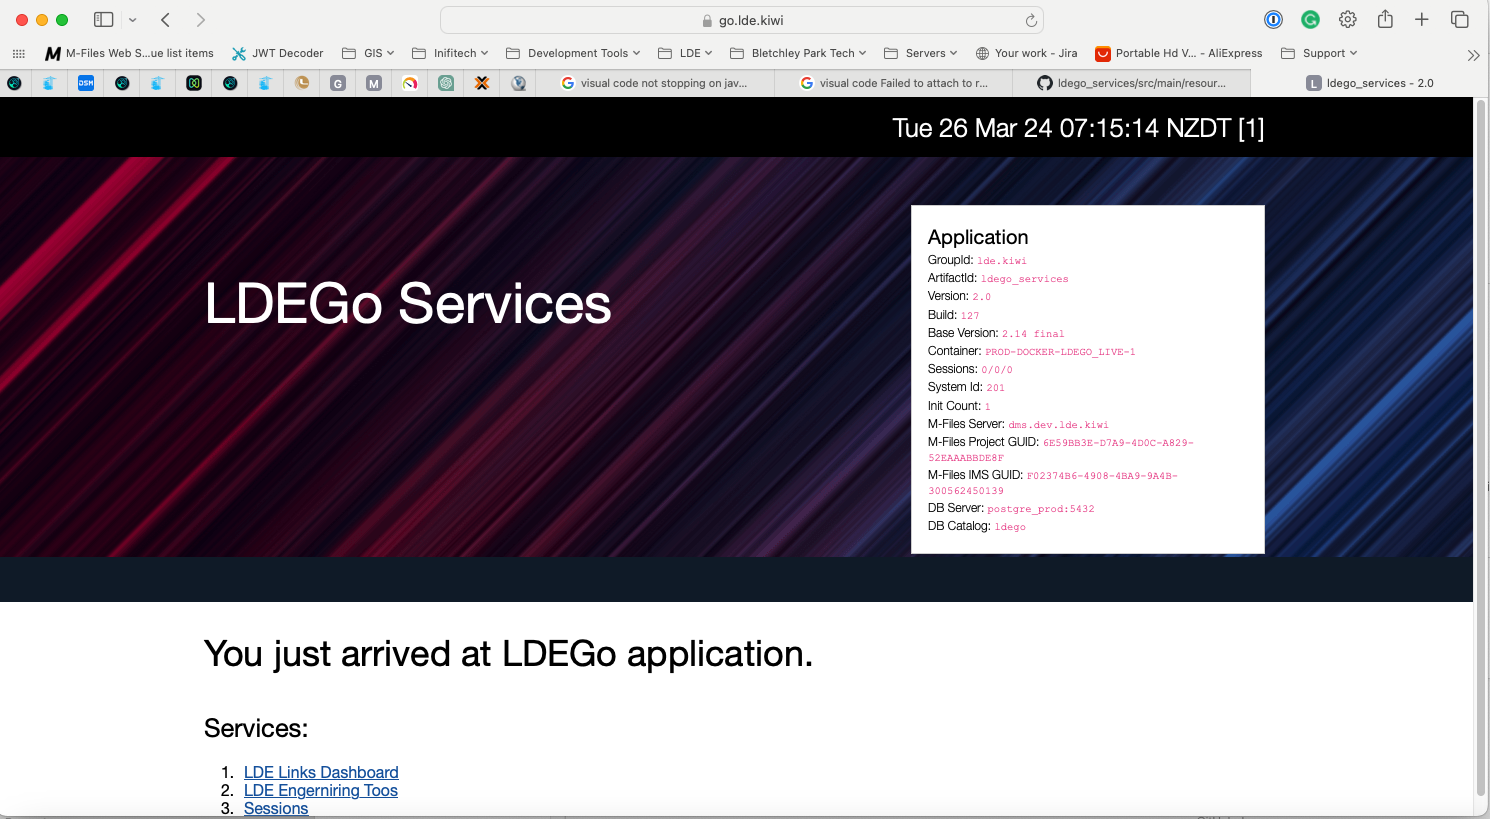 go.lde.kiwi
M-Files Web S...ue list items
JWT Decoder
GIS
Inifitech
Development Tools
LDE
Bletchley Park Tech
Servers
Your work - Jira
Portable Hd V... - AliExpress
Support
DSM
G
M
visual code not stopping on jav...
visual code Failed to attach to r...
ldego_services/src/main/resour...
L ldego_services - 2.0
Tue 26 Mar 24 07:15:14 NZDT [1]
LDEGo Services
Application
GroupId: lde.kiwi
ArtifactId: ldego_services
Version: 2.0
Build: 127
Base Version: 2.14 final
Container: PROD-DOCKER-LDEGO_LIVE-1
Sessions: 0/0/0
System Id: 201
Init Count: 1
M-Files Server: dms.dev.lde.kiwi
M-Files Project GUID: 6E59BB3E-D7A9-4D0C-A829-
52EAAABBDE8F
M-Files IMS GUID: F02374B6-4908-4BA9-9A4B-
300562450139
DB Server: postgre_prod:5432
DB Catalog: ldego
You just arrived at LDEGo application.
Services:
1. LDE Links Dashboard
2. LDE Engerniring Toos
3. Sessions